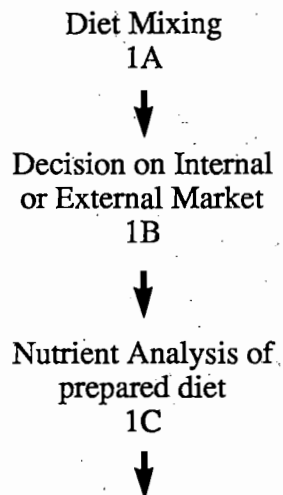 Diet Mixing
1A
Decision on Internal
or External Market
1B
Nutrient Analysis of
prepared diet
1C